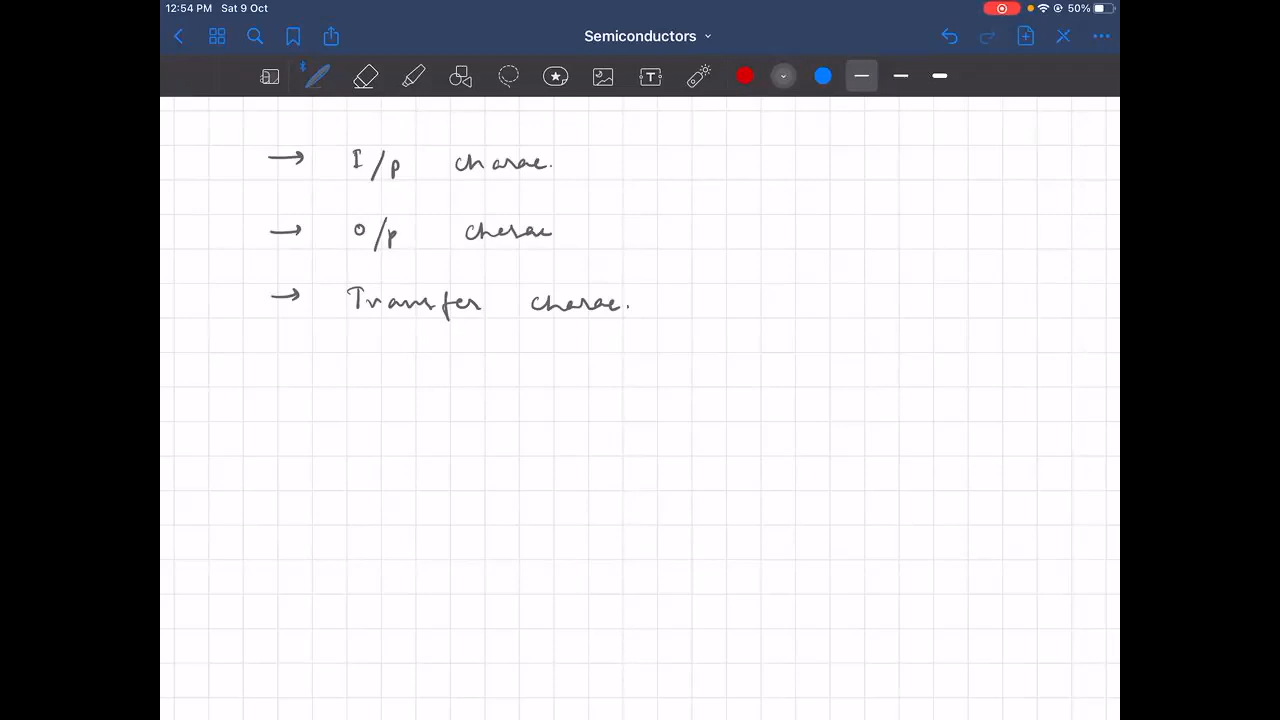 12:54 PM Sat 9 Oct 50%
Semiconductors
T
→ I/p charac.
→ o/p charac
→ Transfer charac.